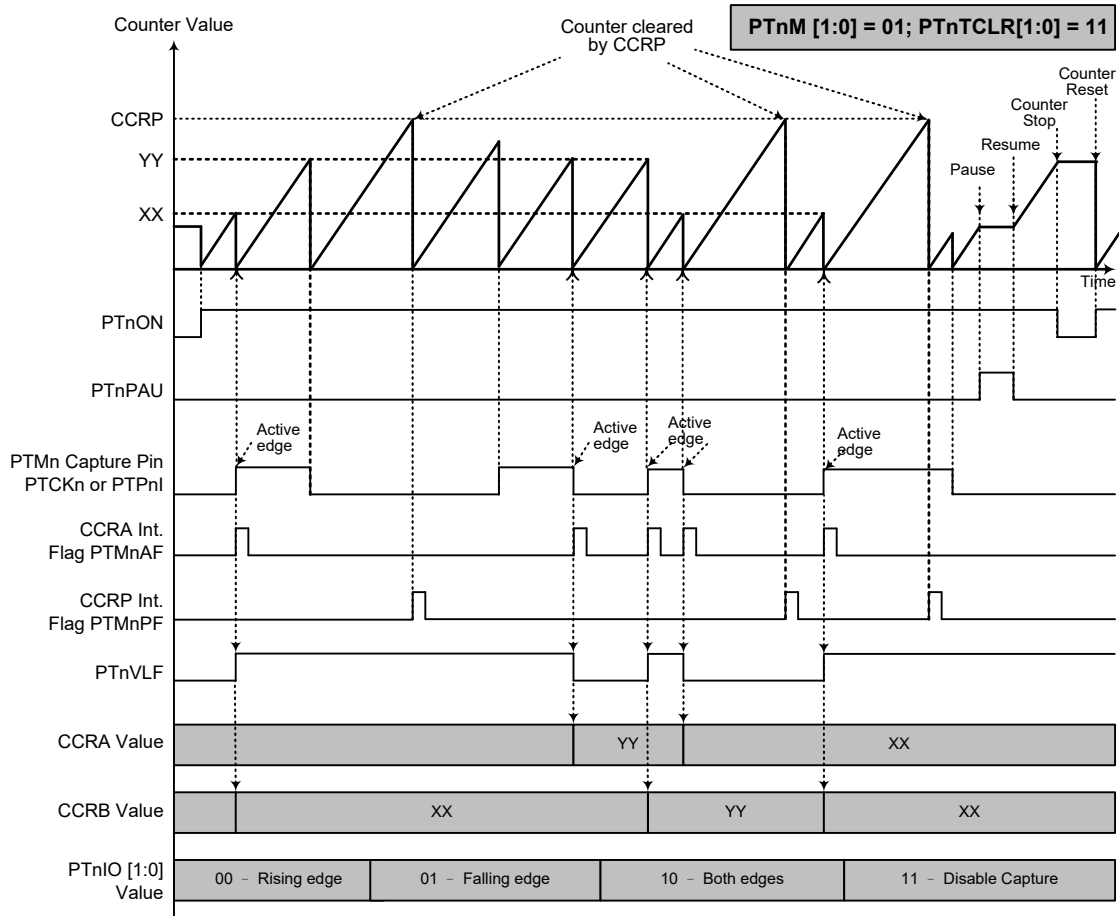 Counter Value
Counter cleared
by CCRP
PTnM [1:0] = 01; PTnTCLR[1:0] = 11
Counter
Reset
Counter
Stop
CCRP
Resume
YY
Pause
XX
Time
PTnON
PTnPAU
Active
edge
Active
edge
Active
edge
Active
edge
PTMn Capture Pin
PTCKn or PTPnI
CCRA Int.
Flag PTMnAF
CCRP Int.
Flag PTMnPF
PTnVLF
CCRA Value
YY
XX
CCRB Value
XX
YY
XX
PTnIO [1:0]
Value
00 – Rising edge
01 – Falling edge
10 – Both edges
11 – Disable Capture